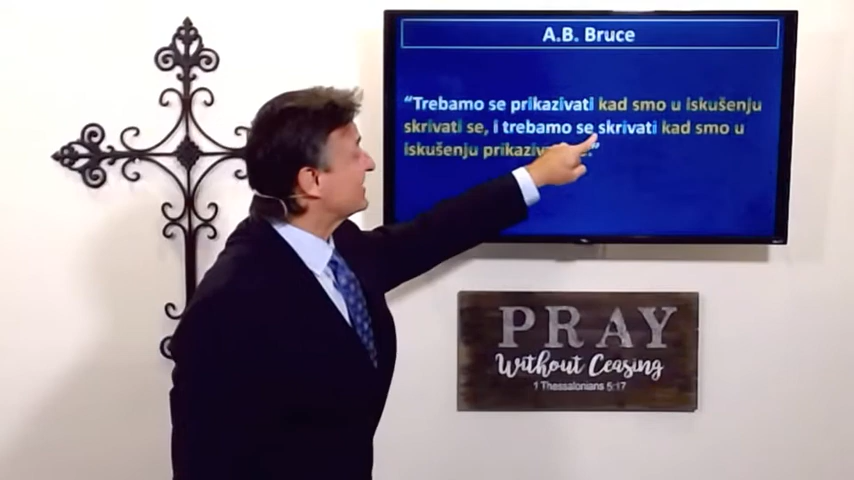 A.B. Bruce
“Trebamo se prikazivati kad smo u iskušenju
skrivati se, i trebamo se skrivati kad smo u
iskušenju
PRAY
Without Ceasing
1 Thessalonians 5:17